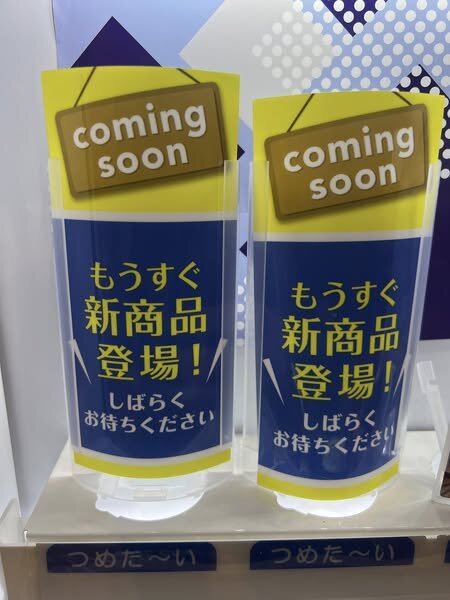 coming
soon
もうすぐ
新商品
登場!
しばらく
お待ちください
つめた〜い
coming
soon
もうすぐ
新商品
登場!
しばらく
お待ちください
つめた〜い